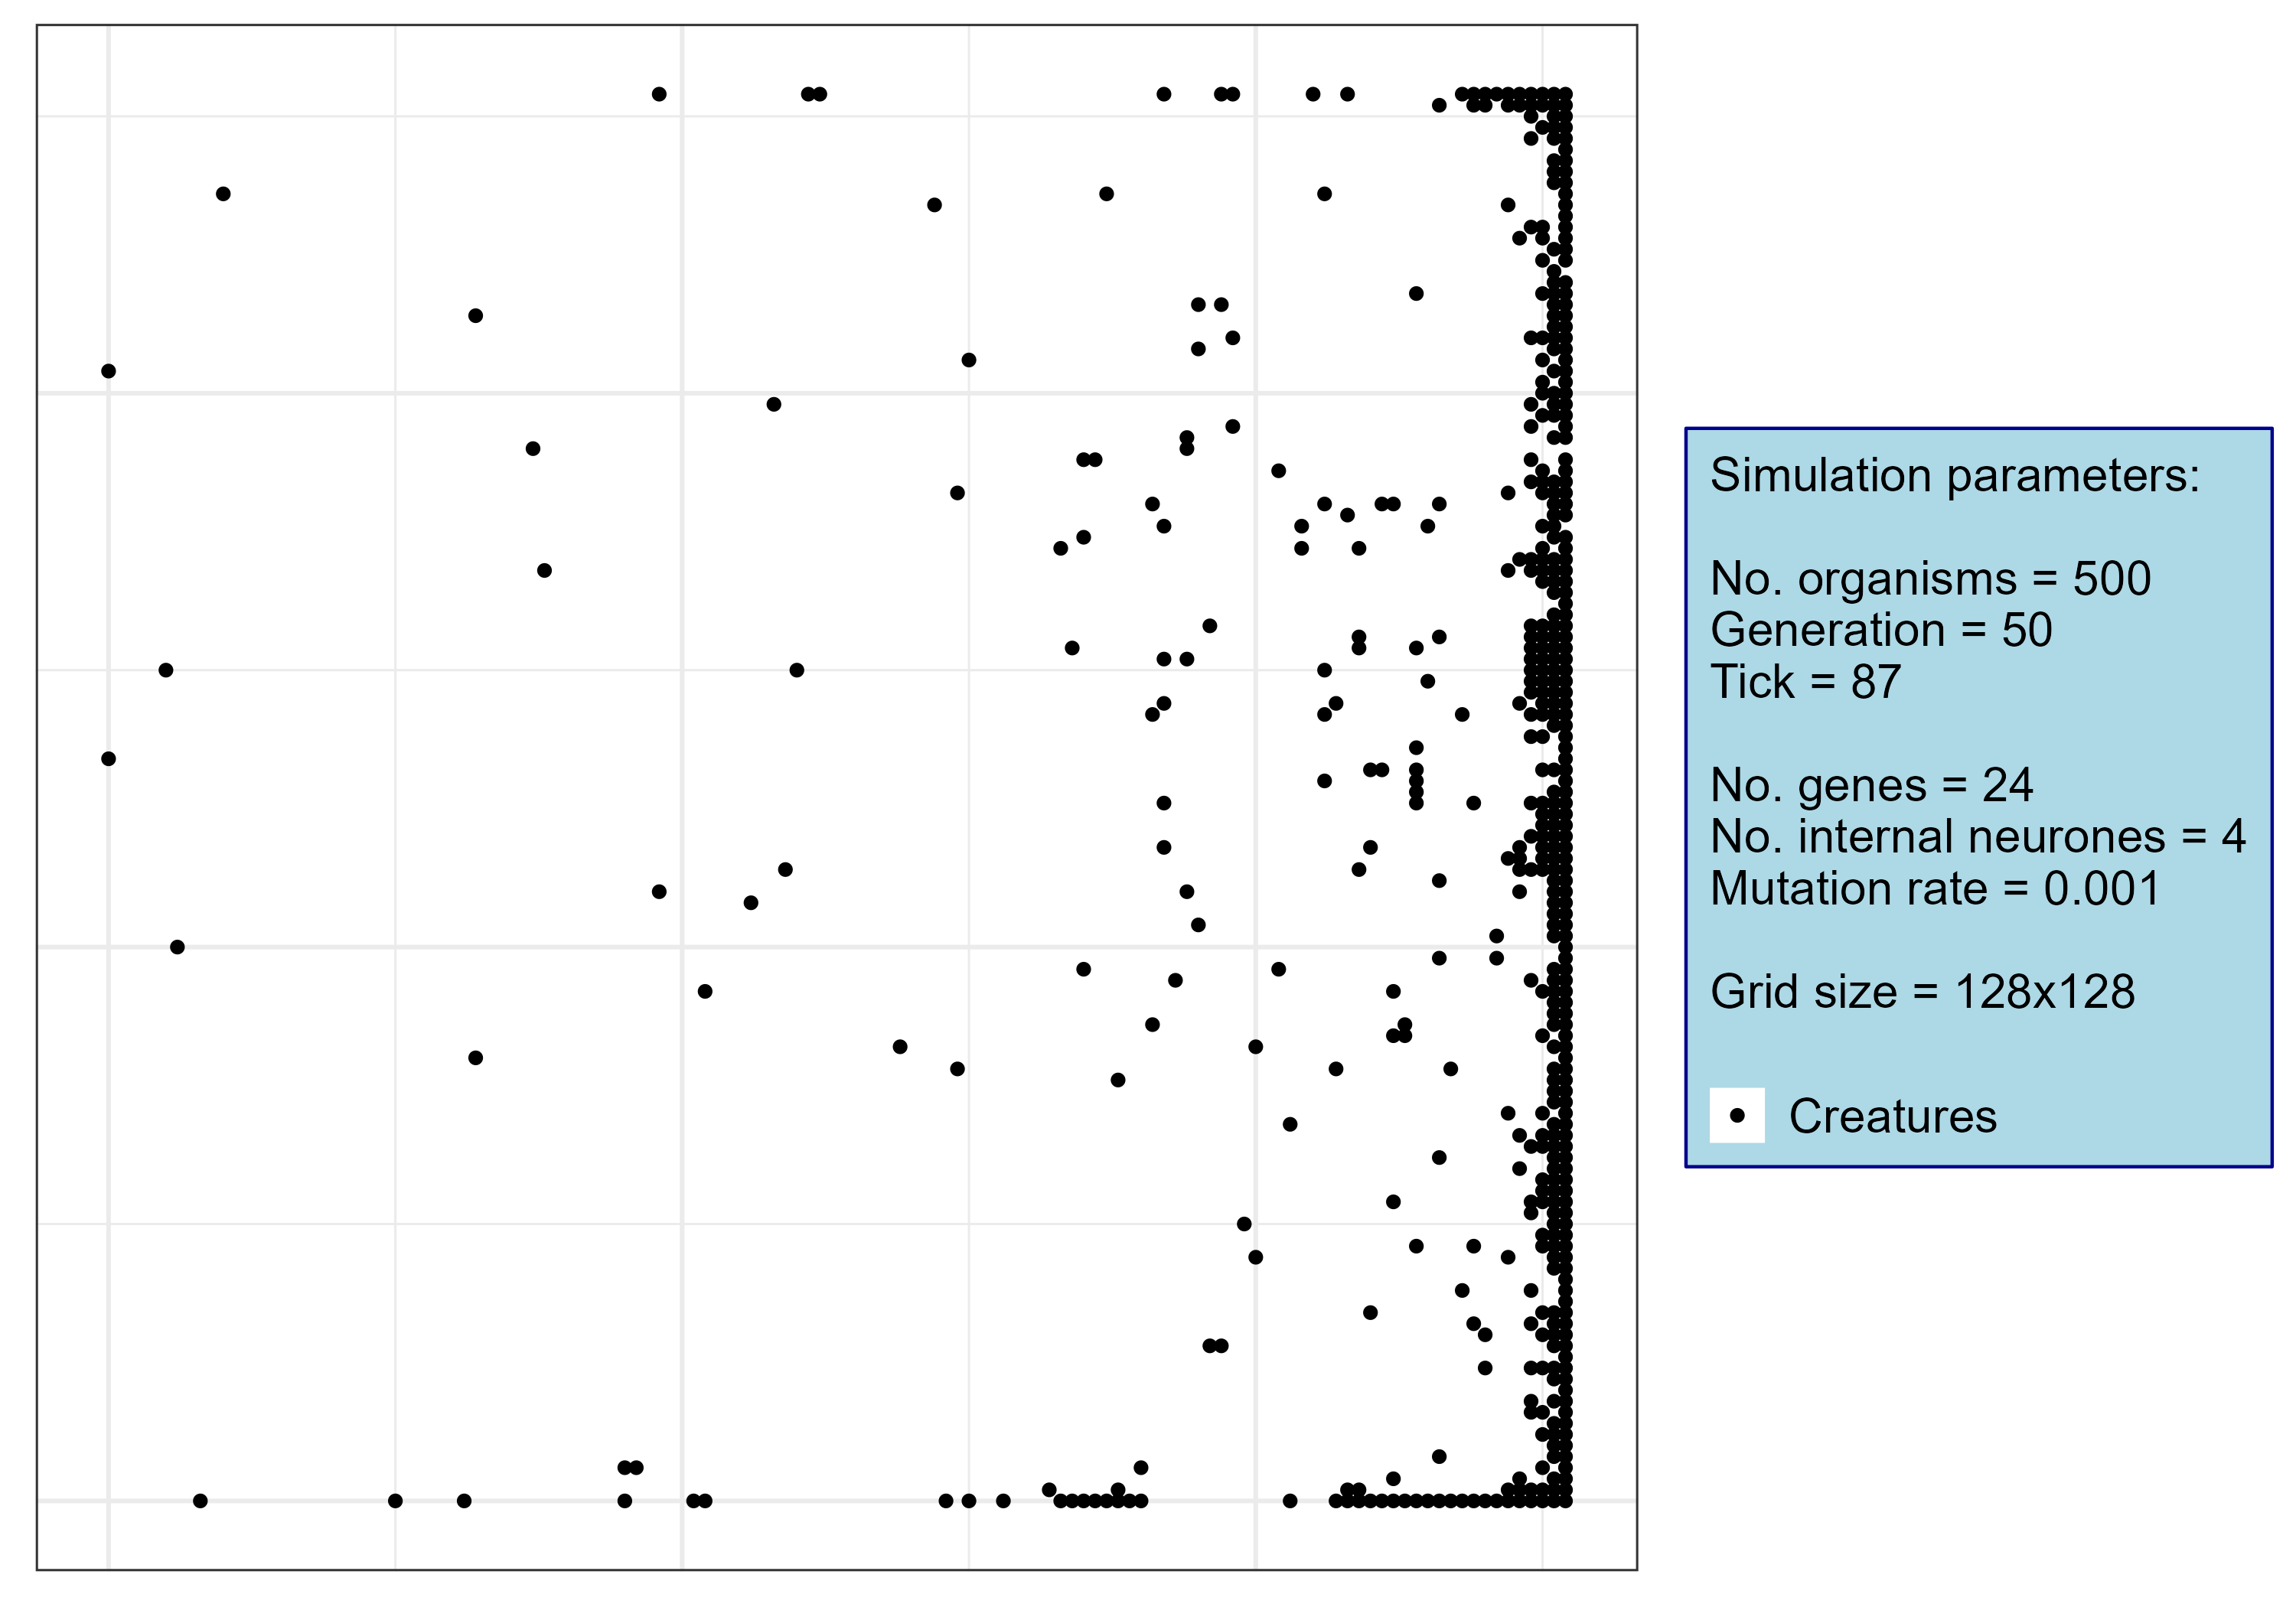 Simulation parameters:
No. organisms = 500
Generation = 50
Tick = 87
No. genes = 24
No. internal neurones = 4
Mutation rate = 0.001
Grid size = 128x128
Creatures